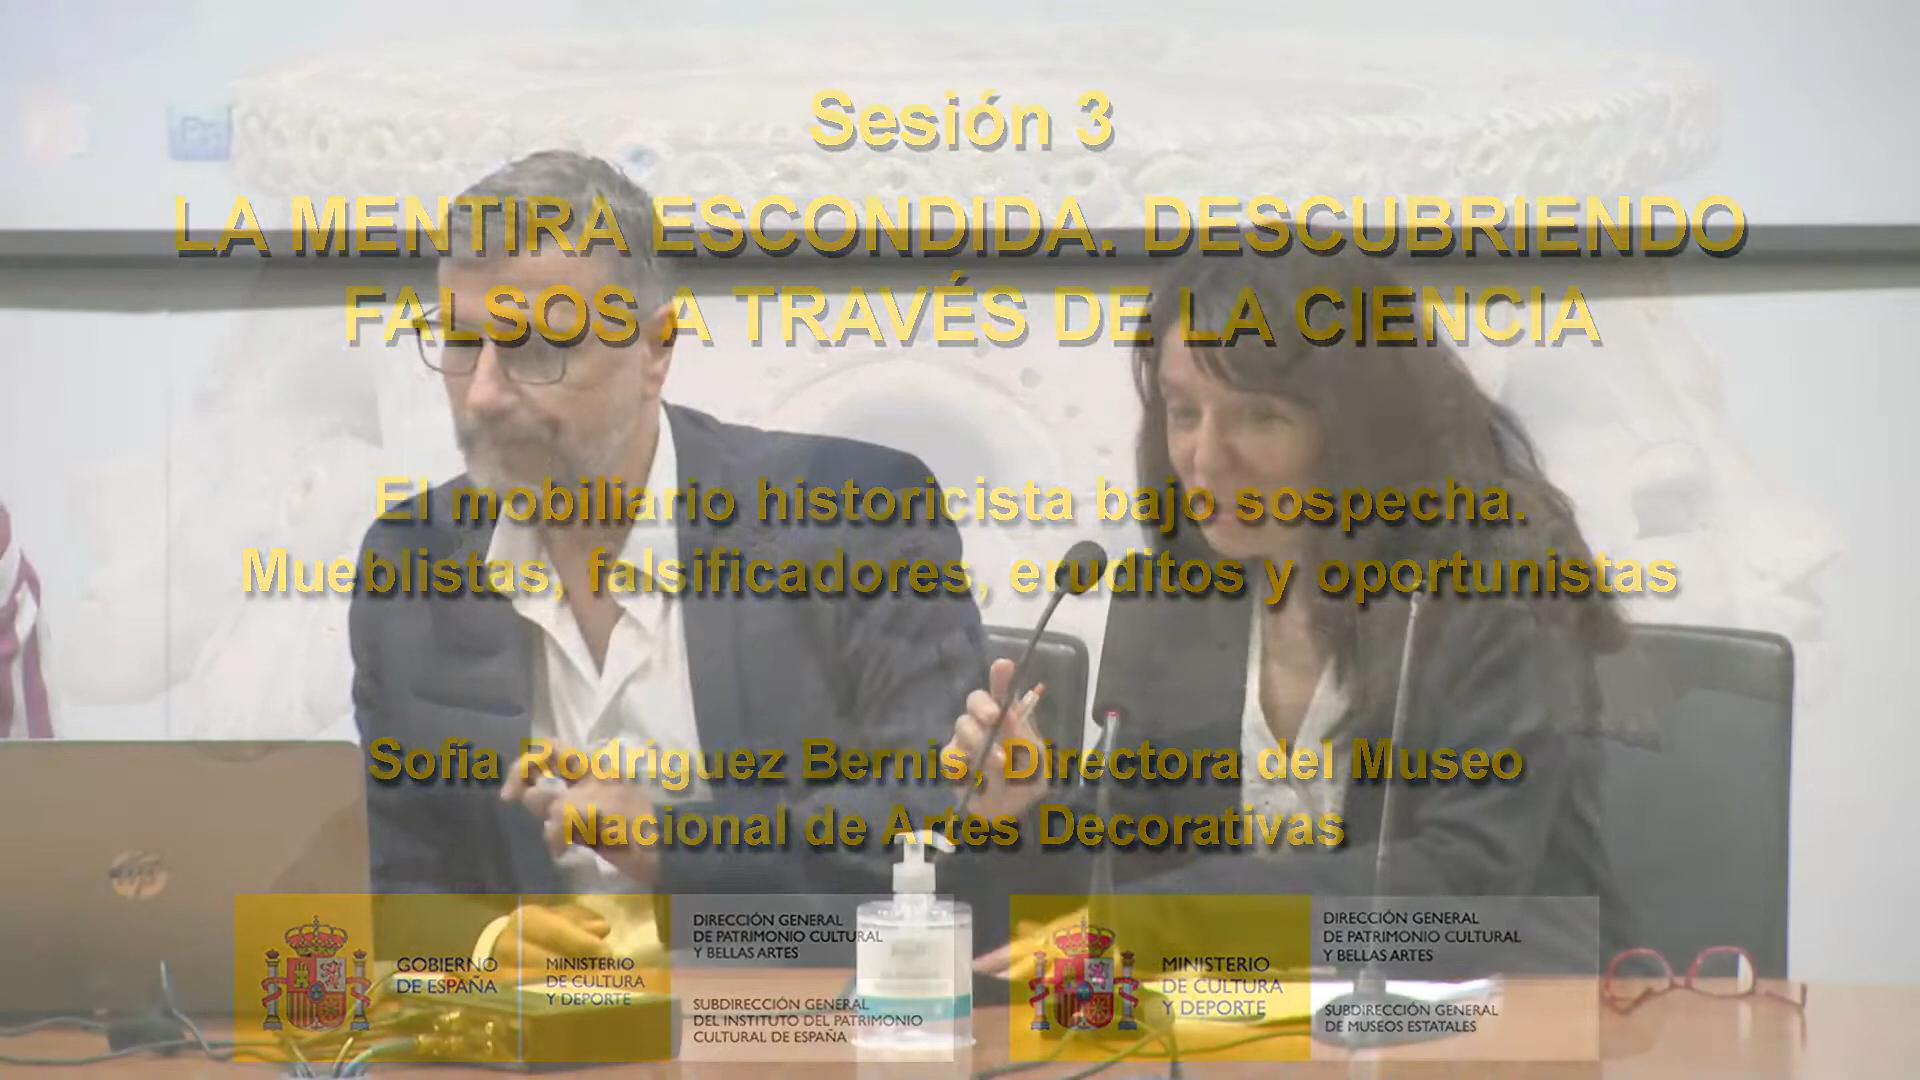 Sesión 3
LA MENTIRA ESCONDIDA. DESCUBRIENDO
FALSOS A TRAVÉS DE LA CIENCIA
El mobiliario historicista bajo sospecha.
Mueblistas, falsificadores, eruditos y oportunistas
Sofía Rodríguez Bernis, Directora del Museo
Nacional de Artes Decorativas
GOBIERNO
DE ESPAÑA
MINISTERIO
DE CULTURA
Y DEPORTE
DIRECCIÓN GENERAL
DE PATRIMONIO CULTURAL
Y BELLAS ARTES
SUBDIRECCIÓN GENERAL
DEL INSTITUTO DEL PATRIMONIO
CULTURAL DE ESPAÑA
MINISTERIO
DE CULTURA
Y DEPORTE
DIRECCIÓN GENERAL
DE PATRIMONIO CULTURAL
Y BELLAS ARTES
SUBDIRECCIÓN GENERAL
DE MUSEOS ESTATALES
Ps
hp